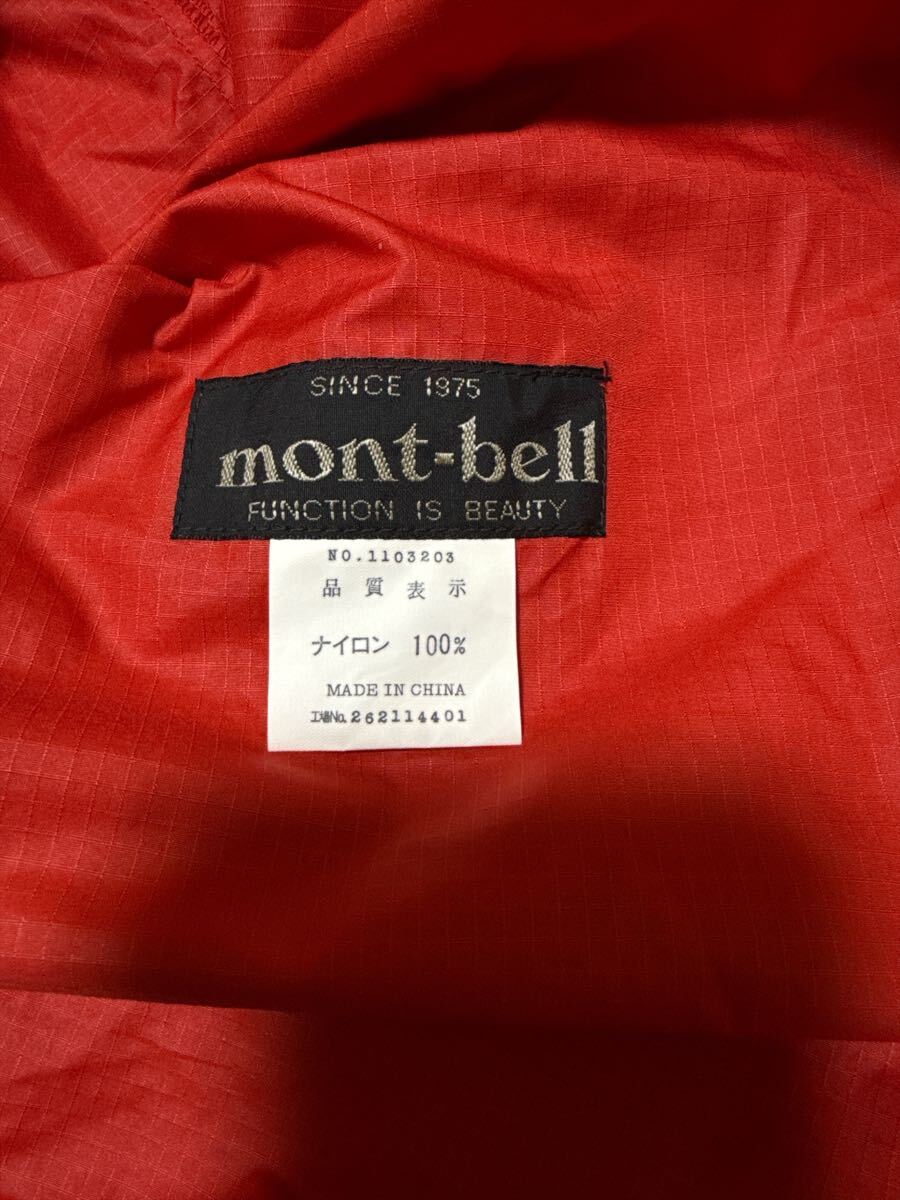 SINCE 1975
mont-bell
FUNCTION IS BEAUTY
NO.1103203
品質表示
ナイロン 100%
MADE IN CHINA
工場No.262114401